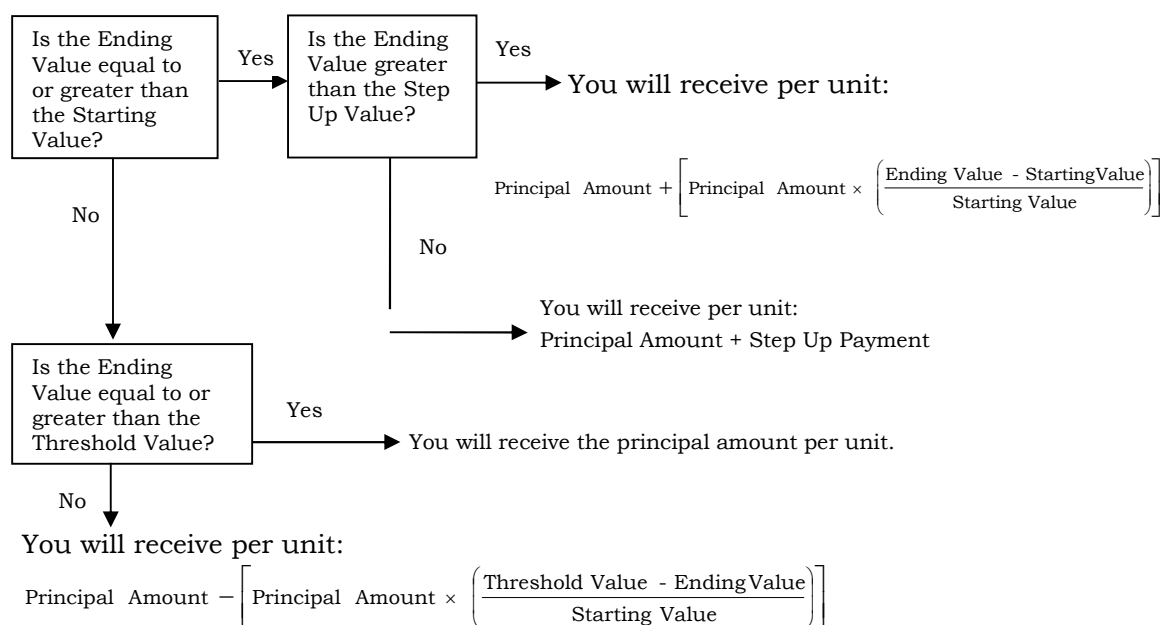 Is the Ending
Value equal to
or greater than
the Starting
Value?
Yes
Is the Ending
Value greater
than the Step
Up Value?
Yes
You will receive per unit:
Principal Amount + [Principal Amount × (Ending Value - StartingValue / Starting Value)]
No
No
You will receive per unit:
Principal Amount + Step Up Payment
Is the Ending
Value equal to or
greater than the
Threshold Value?
Yes
You will receive the principal amount per unit.
No
You will receive per unit:
Principal Amount − [Principal Amount × (Threshold Value - EndingValue / Starting Value)]